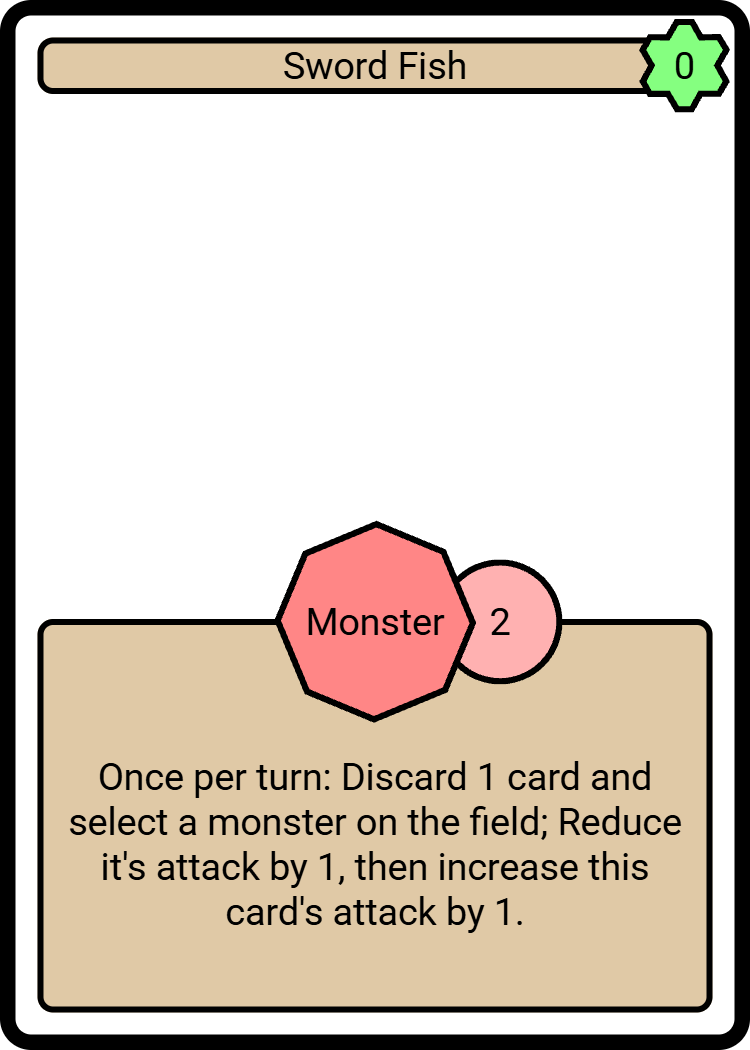 Sword Fish
0
Monster
2
Once per turn: Discard 1 card and
select a monster on the field; Reduce
it's attack by 1, then increase this
card's attack by 1.